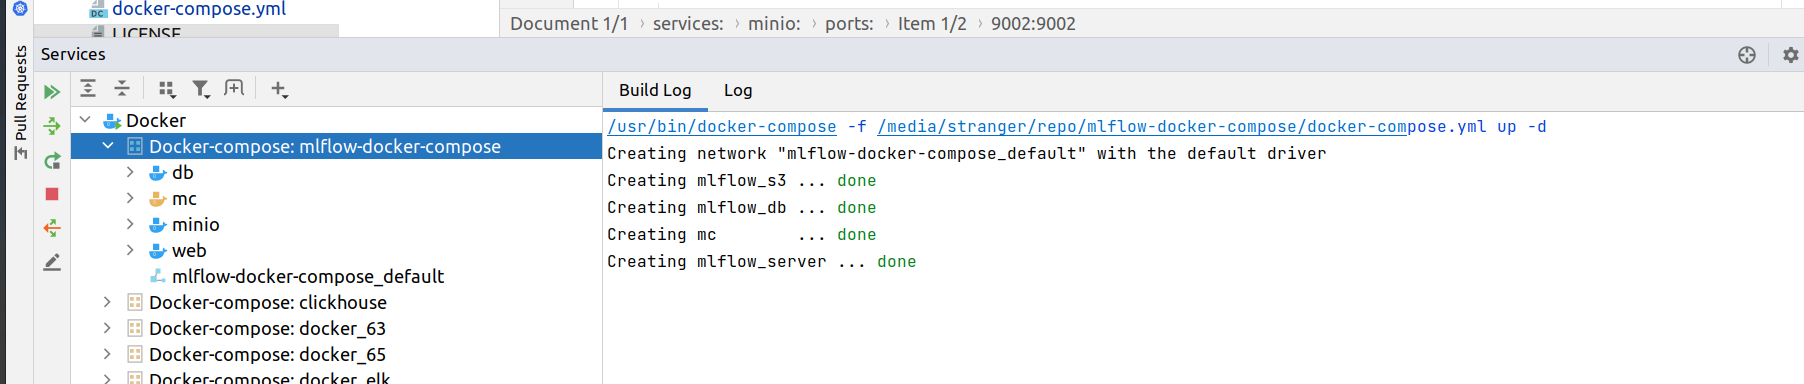 docker-compose.yml
DC
LICENSE
Document 1/1 › services: › minio: › ports: › Item 1/2 › 9002:9002
Pull Requests
Services
Build Log Log
Docker
Docker-compose: mlflow-docker-compose
db
mc
minio
web
mlflow-docker-compose_default
Docker-compose: clickhouse
Docker-compose: docker_63
Docker-compose: docker_65
Docker-compose: docker_elk
/usr/bin/docker-compose -f /media/stranger/repo/mlflow-docker-compose/docker-compose.yml up -d
Creating network "mlflow-docker-compose_default" with the default driver
Creating mlflow_s3 ... done
Creating mlflow_db ... done
Creating mc        ... done
Creating mlflow_server ... done